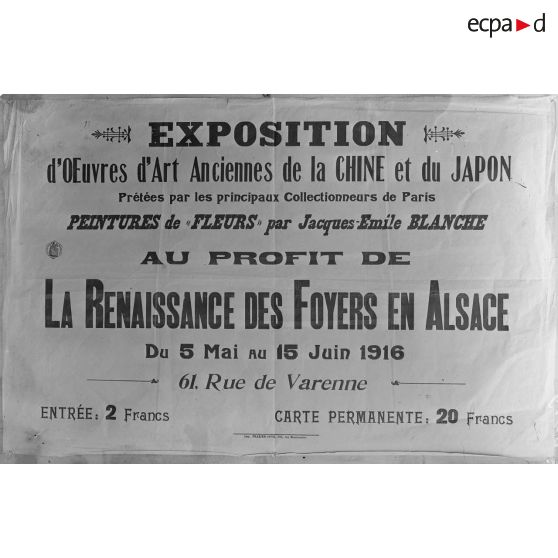 ecpad
EXPOSITION
d'OEuvres d'Art Anciennes de la CHINE et du JAPON
Prêtées par les principaux Collectionneurs de Paris
PEINTURES de «FLEURS» par Jacques-Emile BLANCHE
AU PROFIT DE
LA RENAISSANCE DES FOYERS EN ALSACE
Du 5 Mai au 15 Juin 1916
61, Rue de Varenne
ENTRÉE: 2 Francs
CARTE PERMANENTE: 20 Francs